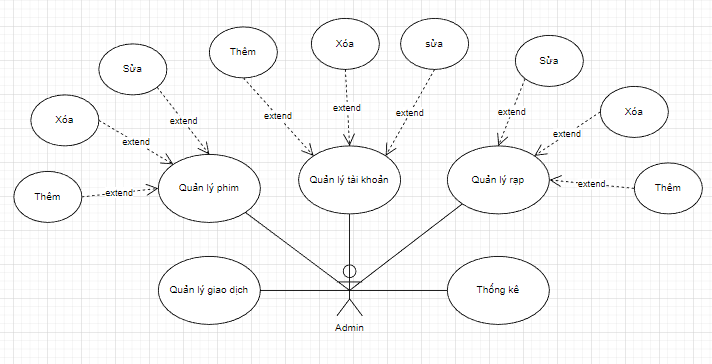 Thêm
Xóa
sửa
Sửa
Sửa
Xóa
Xóa
extend
extend
extend
extend
extend
extend
extend
extend
Thêm
extend
Quản lý phim
Quản lý tài khoản
Quản lý rạp
extend
Thêm
Quản lý giao dịch
Thống kê
Admin